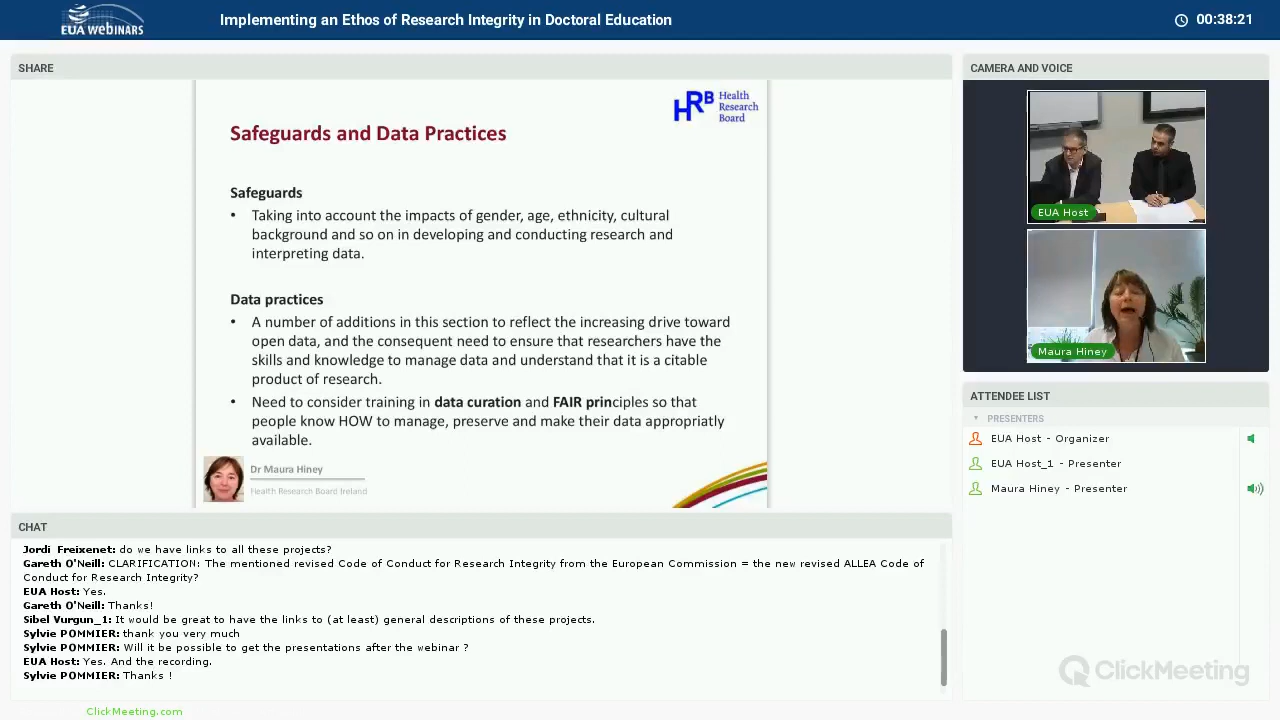 EUA WEBINARS
Implementing an Ethos of Research Integrity in Doctoral Education
00:38:21
SHARE
HRB Health
Research
Board
Safeguards and Data Practices
Safeguards
• Taking into account the impacts of gender, age, ethnicity, cultural
background and so on in developing and conducting research and
interpreting data.
Data practices
• A number of additions in this section to reflect the increasing drive toward
open data, and the consequent need to ensure that researchers have the
skills and knowledge to manage data and understand that it is a citable
product of research.
• Need to consider training in data curation and FAIR principles so that
people know HOW to manage, preserve and make their data appropriatly
available.
Dr Maura Hiney
Health Research Board Ireland
CAMERA AND VOICE
EUA Host
Maura Hiney
ATTENDEE LIST
PRESENTERS
EUA Host - Organizer
EUA Host_1 - Presenter
Maura Hiney - Presenter
CHAT
Jordi Freixenet: do we have links to all these projects?
Gareth O'Neill: CLARIFICATION: The mentioned revised Code of Conduct for Research Integrity from the European Commission = the new revised ALLEA Code of
Conduct for Research Integrity?
EUA Host: Yes.
Gareth O'Neill: Thanks!
Sibel Vurgun_1: It would be great to have the links to (at least) general descriptions of these projects.
Sylvie POMMIER: thank you very much
Sylvie POMMIER: Will it be possible to get the presentations after the webinar ?
EUA Host: Yes. And the recording.
Sylvie POMMIER: Thanks !
ClickMeeting
ClickMeeting.com